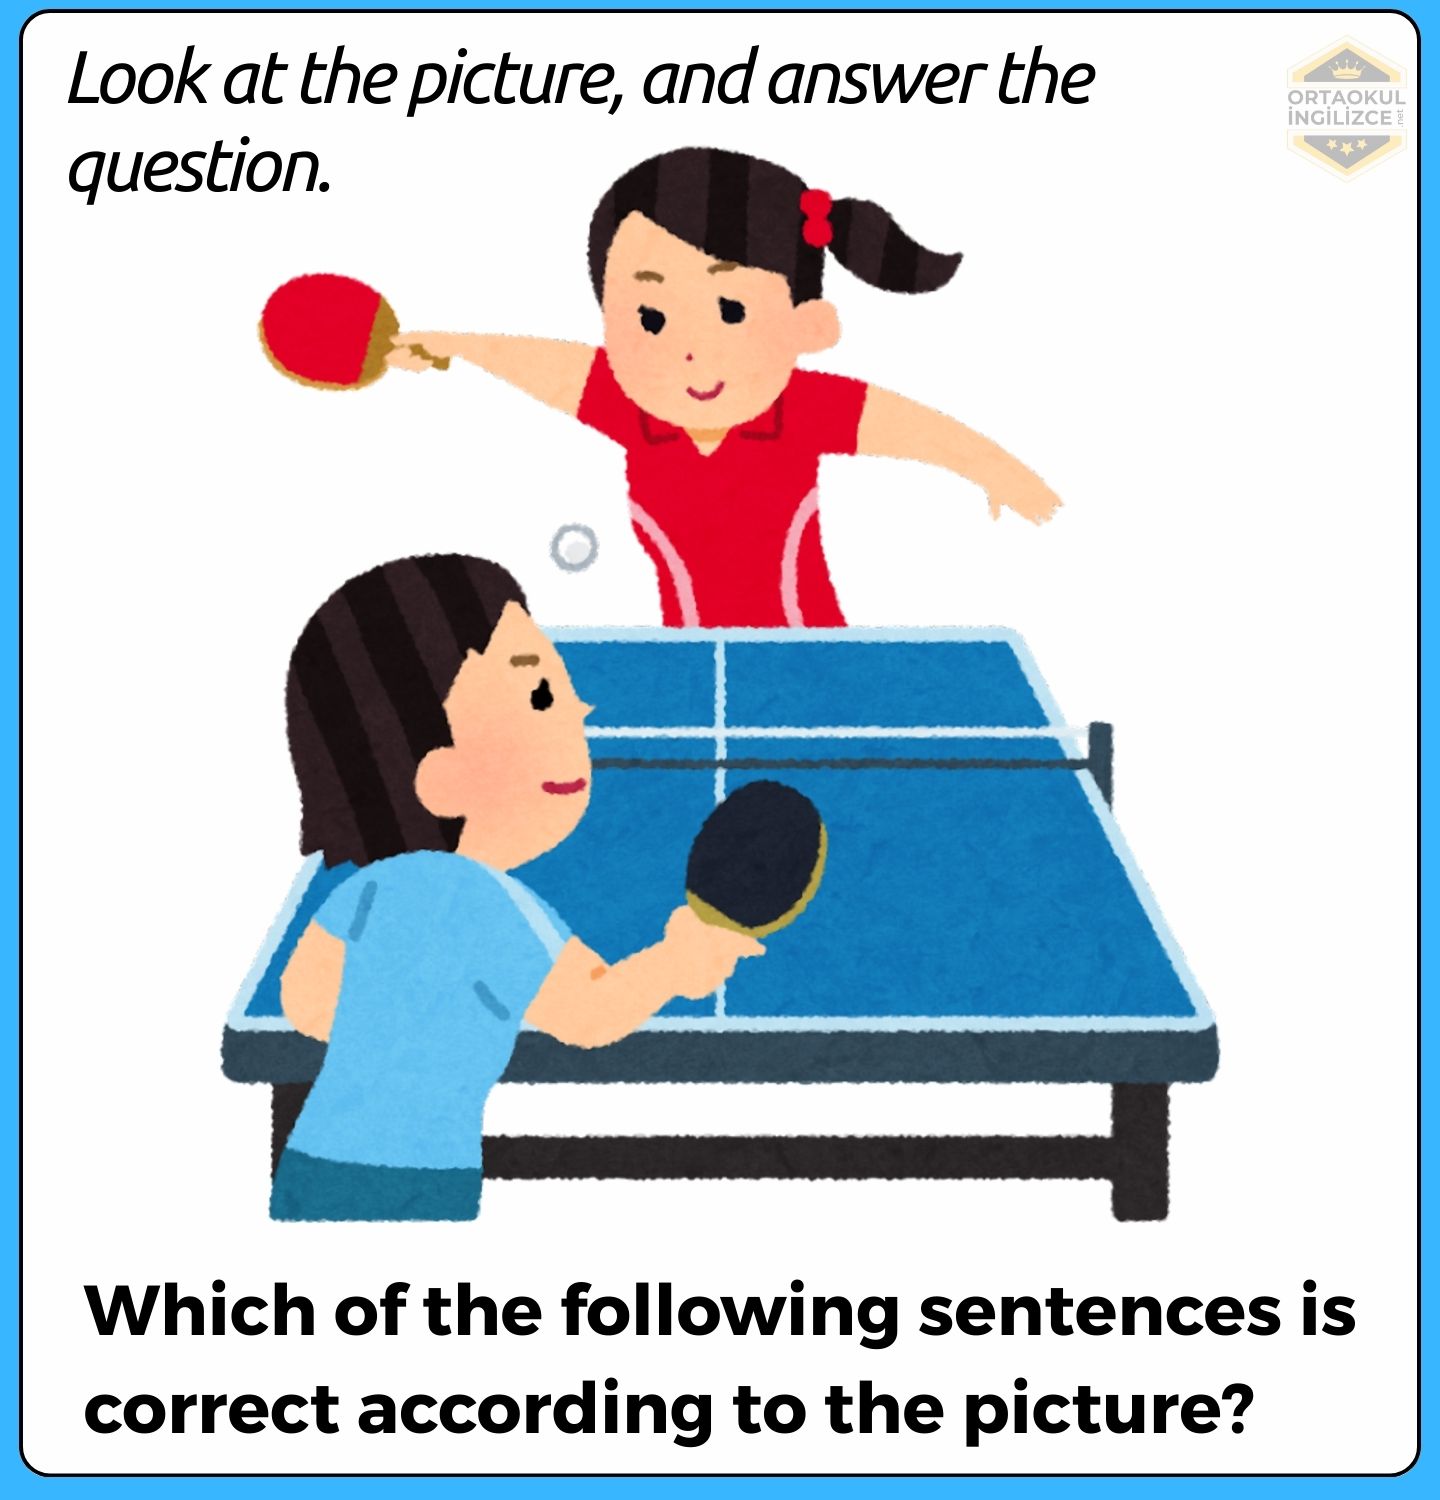 Look at the picture, and answer the
question.
ORTAOKUL
İNGİLİZCE
.net
Which of the following sentences is
correct according to the picture?